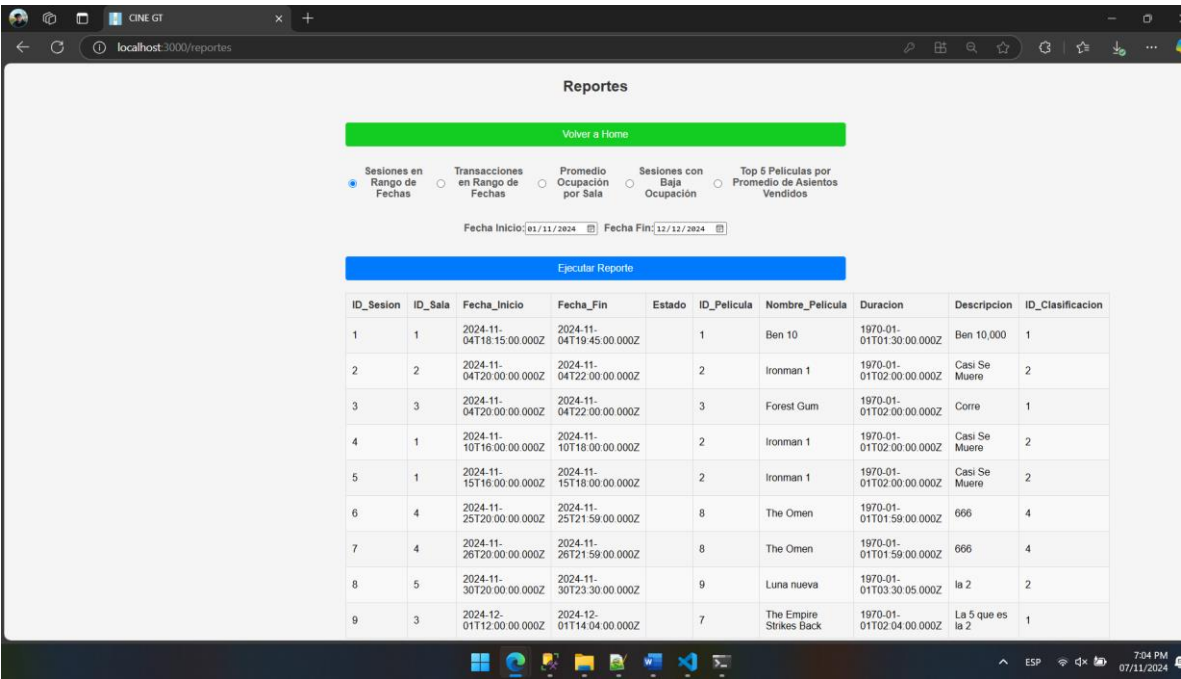 CINE GT
localhost:3000/reportes
Reportes
Volver a Home
Sesiones en Rango de Fechas
Transacciones en Rango de Fechas
Promedio Ocupación por Sala
Sesiones con Baja Ocupación
Top 5 Peliculas por Promedio de Asientos Vendidos
Fecha Inicio: 01/11/2024 Fecha Fin: 12/12/2024
Ejecutar Reporte
ID_Sesion ID_Sala Fecha_Inicio Fecha_Fin Estado ID_Pelicula Nombre_Pelicula Duracion Descripcion ID_Clasificacion
1 1 2024-11-04T18:15:00.000Z 2024-11-04T19:45:00.000Z 1 Ben 10 1970-01-01T01:30:00.000Z Ben 10,000 1
2 2 2024-11-04T20:00:00.000Z 2024-11-04T22:00:00.000Z 2 Ironman 1 1970-01-01T02:00:00.000Z Casi Se Muere 2
3 3 2024-11-04T20:00:00.000Z 2024-11-04T22:00:00.000Z 3 Forest Gum 1970-01-01T02:00:00.000Z Corre 1
4 1 2024-11-10T16:00:00.000Z 2024-11-10T18:00:00.000Z 2 Ironman 1 1970-01-01T02:00:00.000Z Casi Se Muere 2
5 1 2024-11-15T16:00:00.000Z 2024-11-15T18:00:00.000Z 2 Ironman 1 1970-01-01T02:00:00.000Z Casi Se Muere 2
6 4 2024-11-25T20:00:00.000Z 2024-11-25T21:59:00.000Z 8 The Omen 1970-01-01T01:59:00.000Z 666 4
7 4 2024-11-26T20:00:00.000Z 2024-11-26T21:59:00.000Z 8 The Omen 1970-01-01T01:59:00.000Z 666 4
8 5 2024-11-30T20:00:00.000Z 2024-11-30T23:30:00.000Z 9 Luna nueva 1970-01-01T03:30:05.000Z la 2 2
9 3 2024-12-01T12:00:00.000Z 2024-12-01T14:04:00.000Z 7 The Empire Strikes Back 1970-01-01T02:04:00.000Z La 5 que es la 2 1
ESP
7:04 PM
07/11/2024